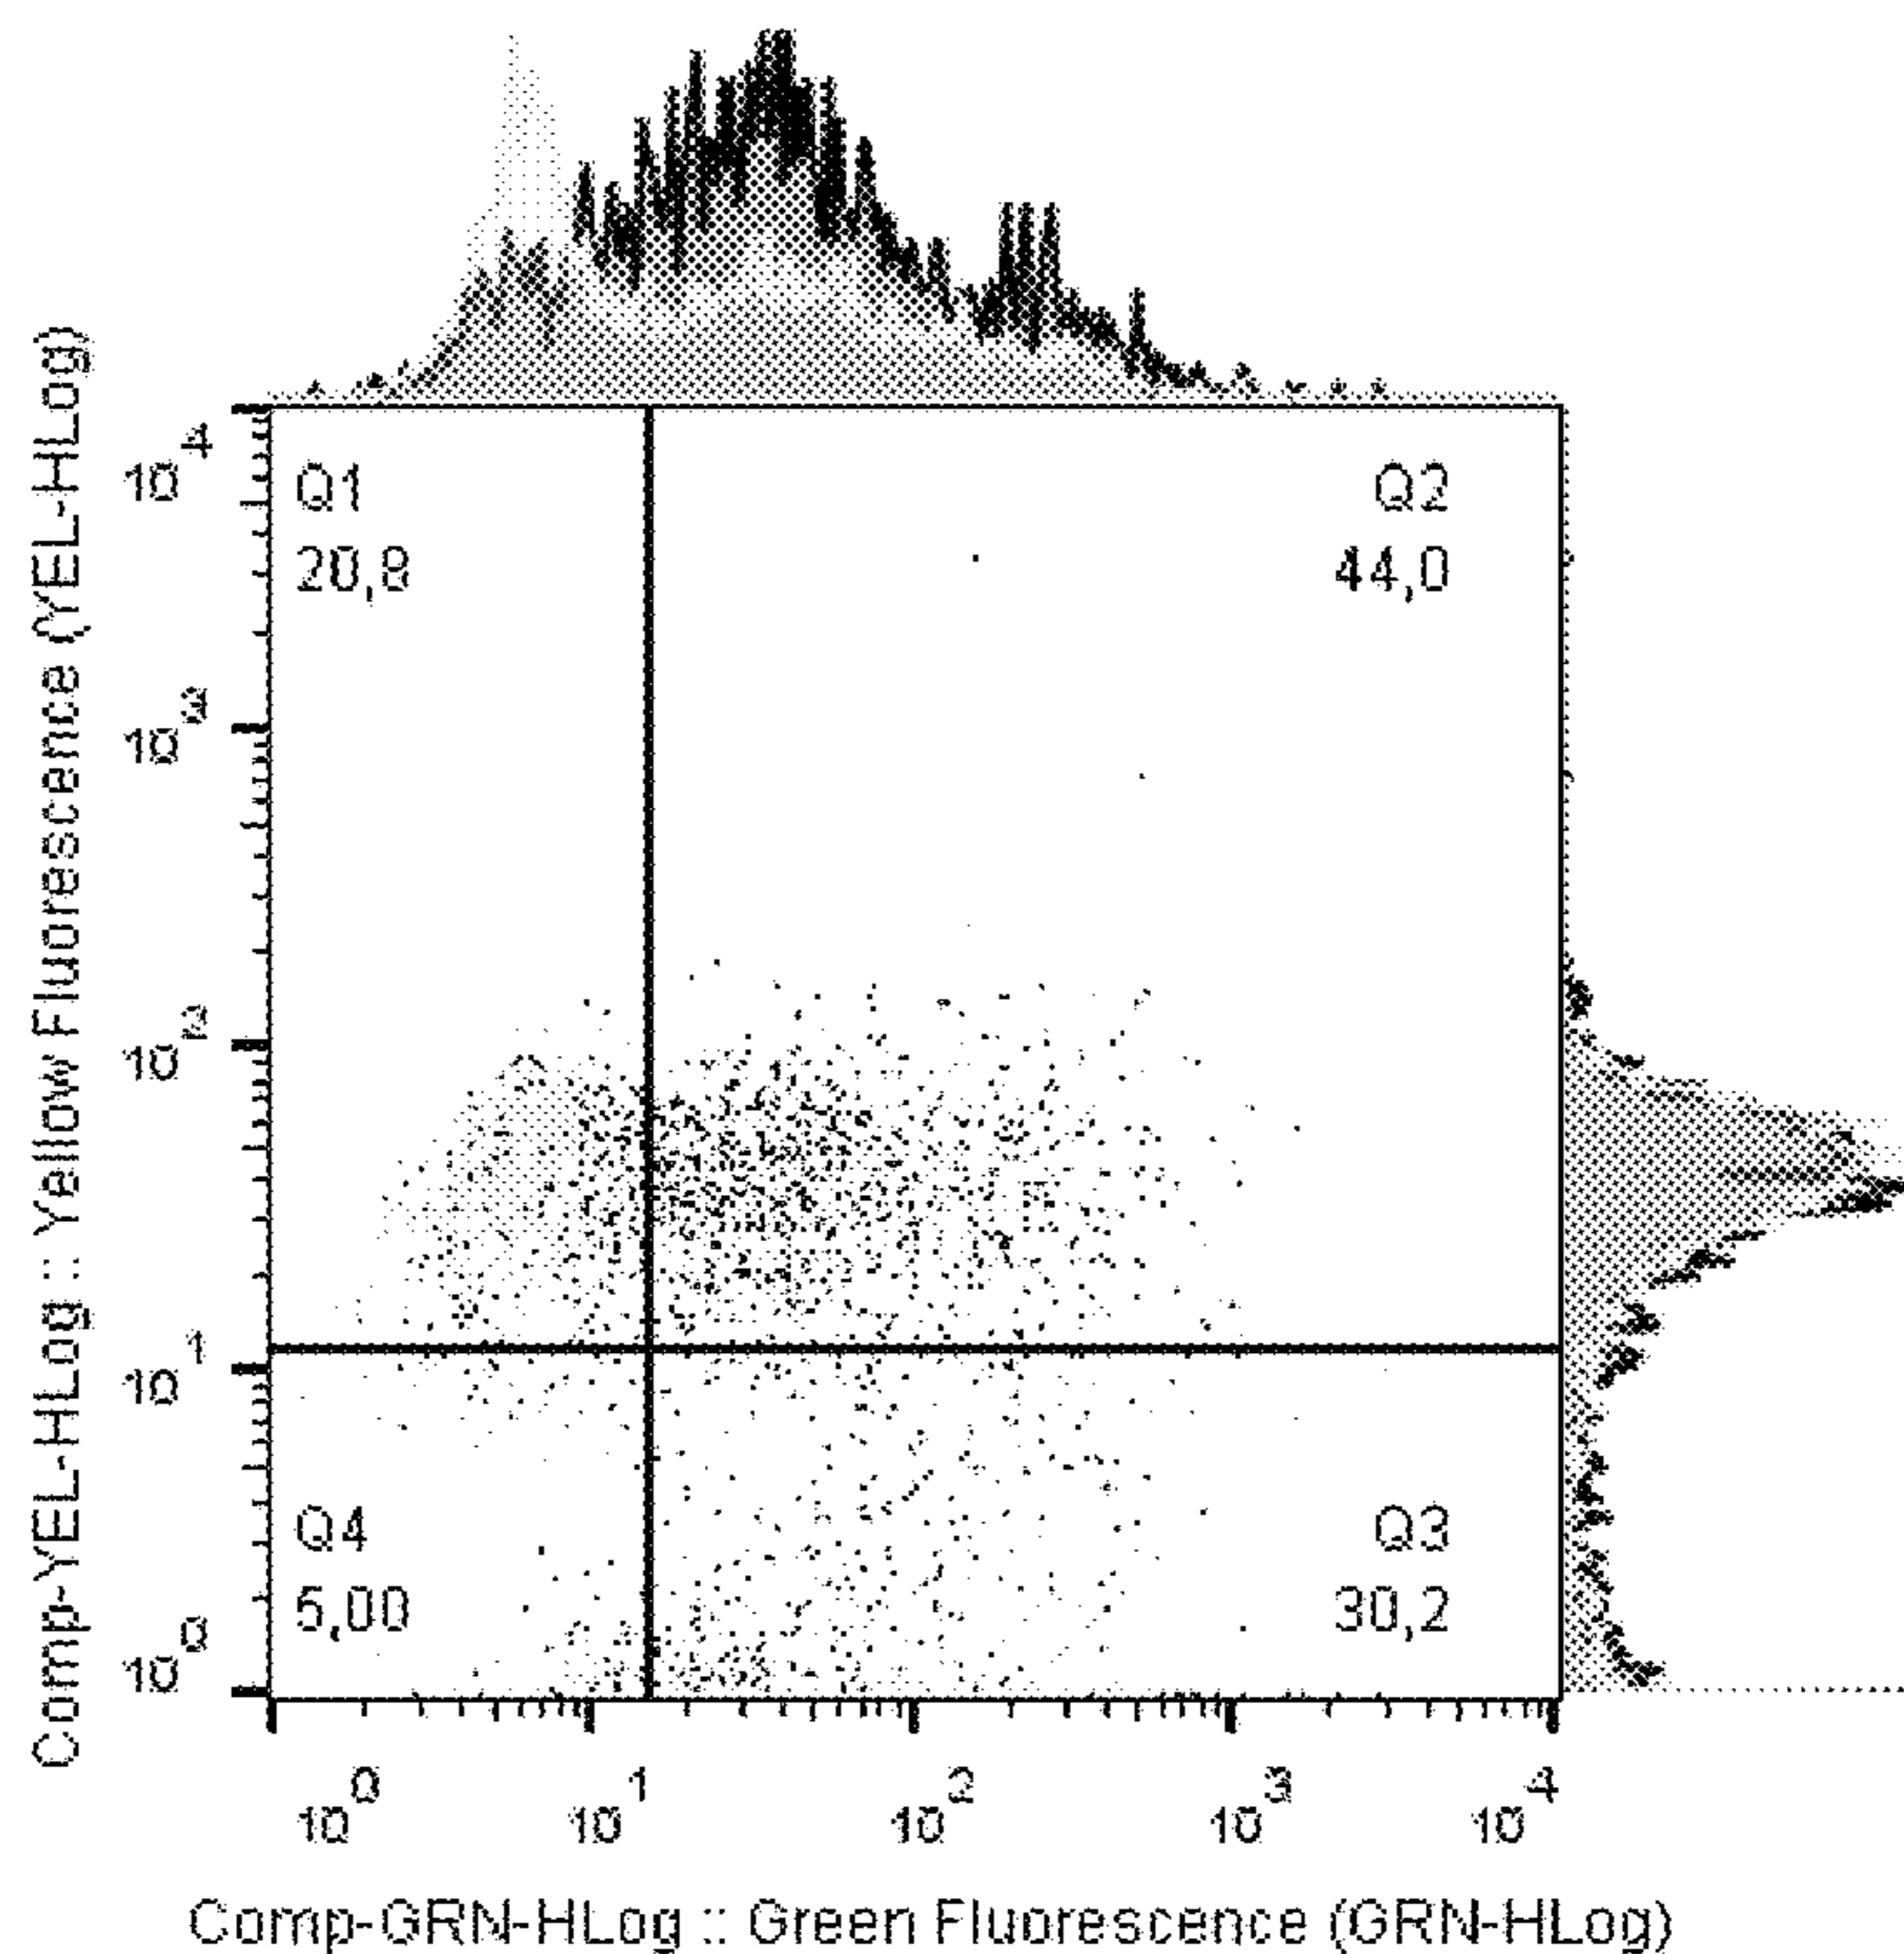 Q1
20,8
Q2
44,0
Q4
5,00
Q3
30,2
Comp-YEL-HLog :: Yellow Fluorescence (YEL-HLog)
10^4
10^3
10^2
10^1
10^0
10^0
10^1
10^2
10^3
10^4
Comp-GRN-HLog :: Green Fluorescence (GRN-HLog)